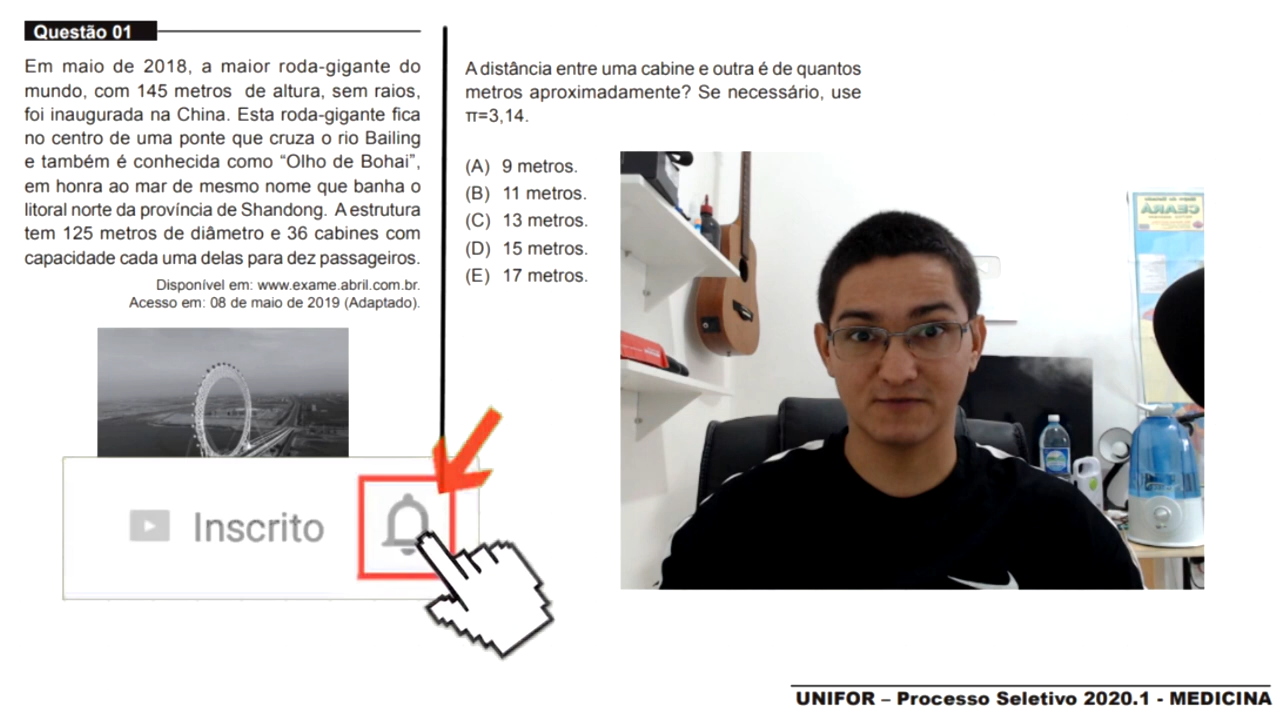 Questão 01
Em maio de 2018, a maior roda-gigante do
mundo, com 145 metros de altura, sem raios,
foi inaugurada na China. Esta roda-gigante fica
no centro de uma ponte que cruza o rio Bailing
e também é conhecida como “Olho de Bohai”,
em honra ao mar de mesmo nome que banha o
litoral norte da província de Shandong. A estrutura
tem 125 metros de diâmetro e 36 cabines com
capacidade cada uma delas para dez passageiros.
Disponível em: www.exame.abril.com.br.
Acesso em: 08 de maio de 2019 (Adaptado).
Inscrito
A distância entre uma cabine e outra é de quantos
metros aproximadamente? Se necessário, use
π=3,14.
(A) 9 metros.
(B) 11 metros.
(C) 13 metros.
(D) 15 metros.
(E) 17 metros.
CEARÁ
UNIFOR – Processo Seletivo 2020.1 - MEDICINA